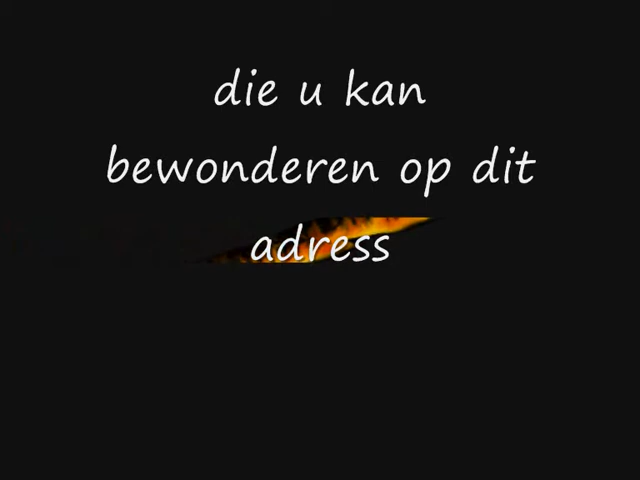 die u kan
bewonderen op dit
adress